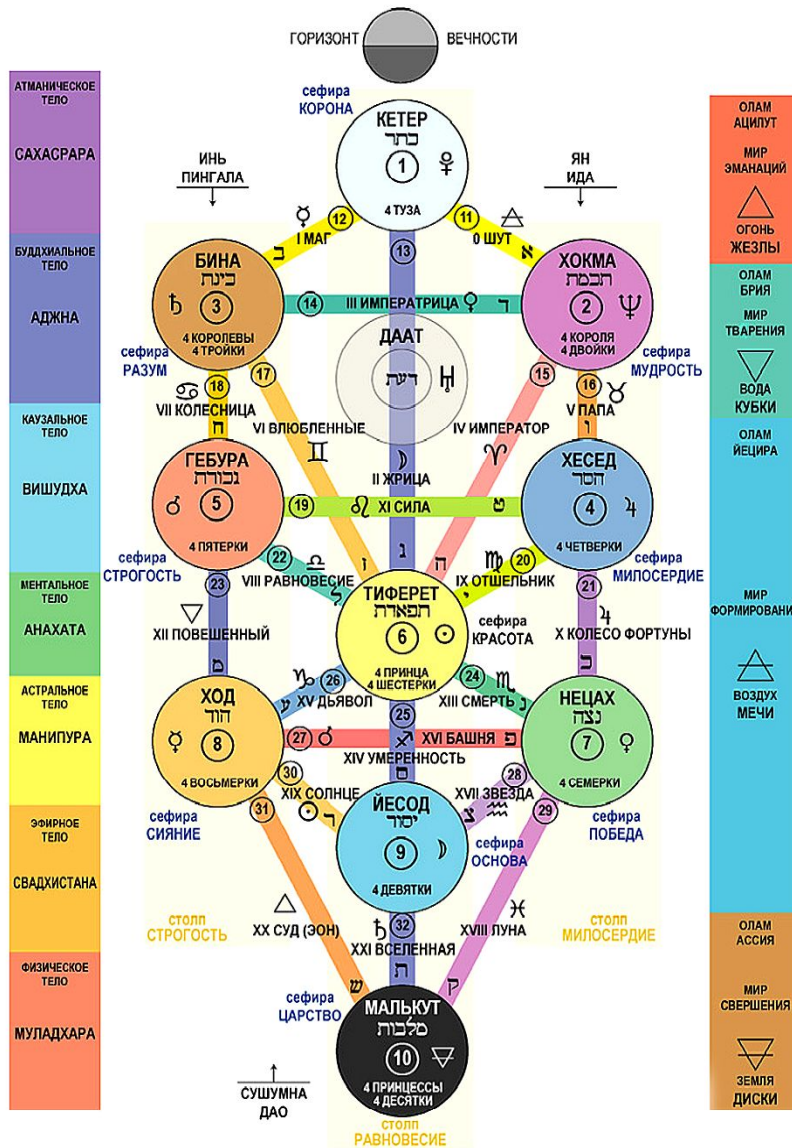 ГОРИЗОНТ ВЕЧНОСТИ
АТМАНИЧЕСКОЕ
ТЕЛО
САХАСРАРА
БУДДХИАЛЬНОЕ
ТЕЛО
АДЖНА
КАУЗАЛЬНОЕ
ТЕЛО
ВИШУДХА
МЕНТАЛЬНОЕ
ТЕЛО
АНАХАТА
АСТРАЛЬНОЕ
ТЕЛО
МАНИПУРА
ЭФИРНОЕ
ТЕЛО
СВАДХИСТАНА
ФИЗИЧЕСКОЕ
ТЕЛО
МУЛАДХАРА
сефира
КОРОНА
КЕТЕР
כתר
1
4 ТУЗА
ИНЬ
ПИНГАЛА
ЯН
ИДА
12
I МАГ
ב
11
0 ШУТ
א
13
БИНА
בינת
3
4 КОРОЛЕВЫ
4 ТРОЙКИ
сефира
РАЗУМ
14 III ИМПЕРАТРИЦА ד
ХОКМА
תכמת
2
4 КОРОЛЯ
4 ДВОЙКИ
сефира
МУДРОСТЬ
ДААТ
דעת
17
VI ВЛЮБЛЕННЫЕ
ו
15
IV ИМПЕРАТОР
ה
18
VII КОЛЕСНИЦА
ח
16
V ПАПА
ו
II ЖРИЦА
ג
ГЕБУРА
גבורת
5
4 ПЯТЕРКИ
сефира
СТРОГОСТЬ
19 XI СИЛА ט
ХЕСЕД
הסר
4
4 ЧЕТВЕРКИ
сефира
МИЛОСЕРДИЕ
22
VIII РАВНОВЕСИЕ
ל
20
IX ОТШЕЛЬНИК
י
23
XII ПОВЕШЕННЫЙ
מ
21
X КОЛЕСО ФОРТУНЫ
כ
ТИФЕРЕТ
תפאדת
6
4 ПРИНЦА
4 ШЕСТЕРКИ
сефира
КРАСОТА
26
XV ДЬЯВОЛ
ע
24
XIII СМЕРТЬ
נ
25
ХОД
הוד
8
4 ВОСЬМЕРКИ
сефира
СИЯНИЕ
27 XVI БАШНЯ פ
XIV УМЕРЕННОСТЬ
ס
НЕЦАХ
נצה
7
4 СЕМЕРКИ
сефира
ПОБЕДА
30
XIX СОЛНЦЕ
ר
28
XVII ЗВЕЗДА
צ
ЙЕСОД
יסוד
9
4 ДЕВЯТКИ
сефира
ОСНОВА
31
XX СУД (ЭОН)
ש
29
XVIII ЛУНА
ק
32
XXI ВСЕЛЕННАЯ
ת
столп
СТРОГОСТЬ
столп
МИЛОСЕРДИЕ
сефира
ЦАРСТВО
МАЛЬКУТ
מלכות
10
4 ПРИНЦЕССЫ
4 ДЕСЯТКИ
СУШУМНА
ДАО
столп
РАВНОВЕСИЕ
ОЛАМ
АЦИЛУТ
МИР
ЭМАНАЦИЙ
ОГОНЬ
ЖЕЗЛЫ
ОЛАМ
БРИЯ
МИР
ТВАРЕНИЯ
ВОДА
КУБКИ
ОЛАМ
ЙЕЦИРА
МИР
ФОРМИРОВАНИ
ВОЗДУХ
МЕЧИ
ОЛАМ
АССИЯ
МИР
СВЕРШЕНИЯ
ЗЕМЛЯ
ДИСКИ